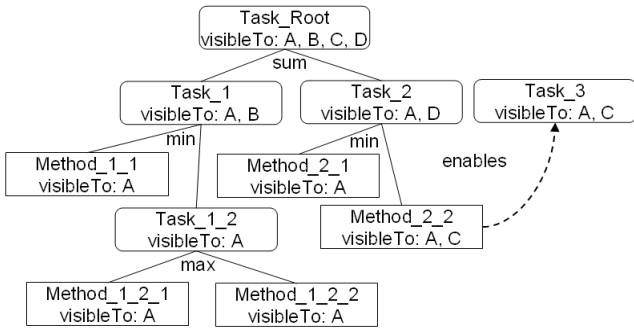 Task_Root
visibleTo: A, B, C, D
sum
Task_1
visibleTo: A, B
Task_2
visibleTo: A, D
Task_3
visibleTo: A, C
min
min
enables
Method_1_1
visibleTo: A
Method_2_1
visibleTo: A
Task_1_2
visibleTo: A
Method_2_2
visibleTo: A, C
max
Method_1_2_1
visibleTo: A
Method_1_2_2
visibleTo: A